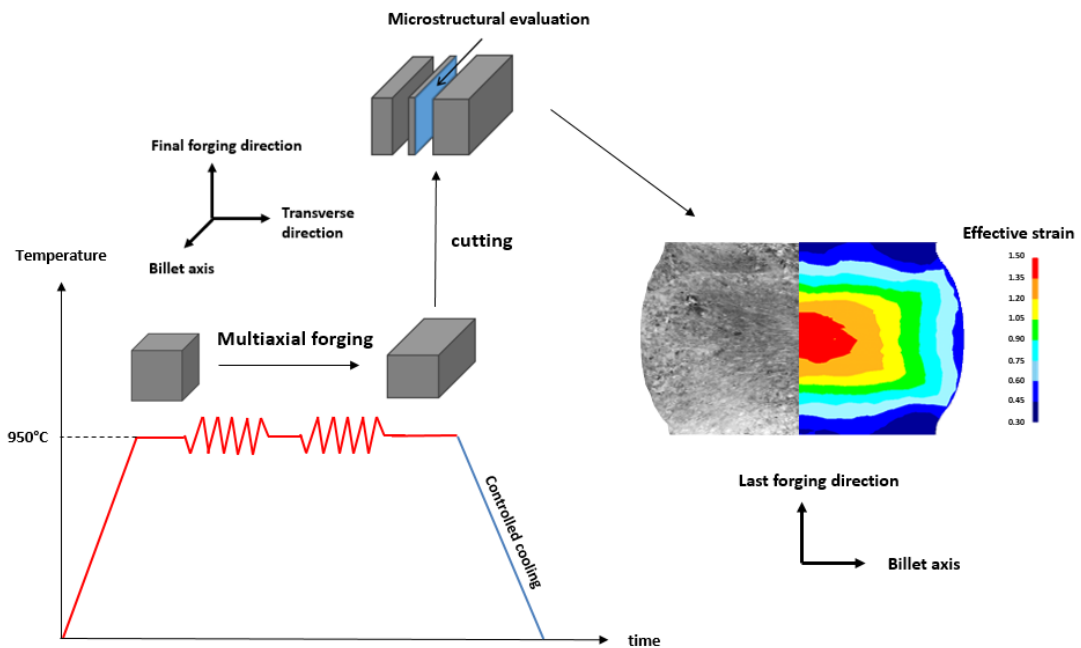 Microstructural evaluation
Final forging direction
Transverse
direction
Billet axis
cutting
Temperature
Multiaxial forging
950°C
Controlled cooling
time
Effective strain
1.50
1.35
1.20
1.05
0.90
0.75
0.60
0.45
0.30
Last forging direction
Billet axis